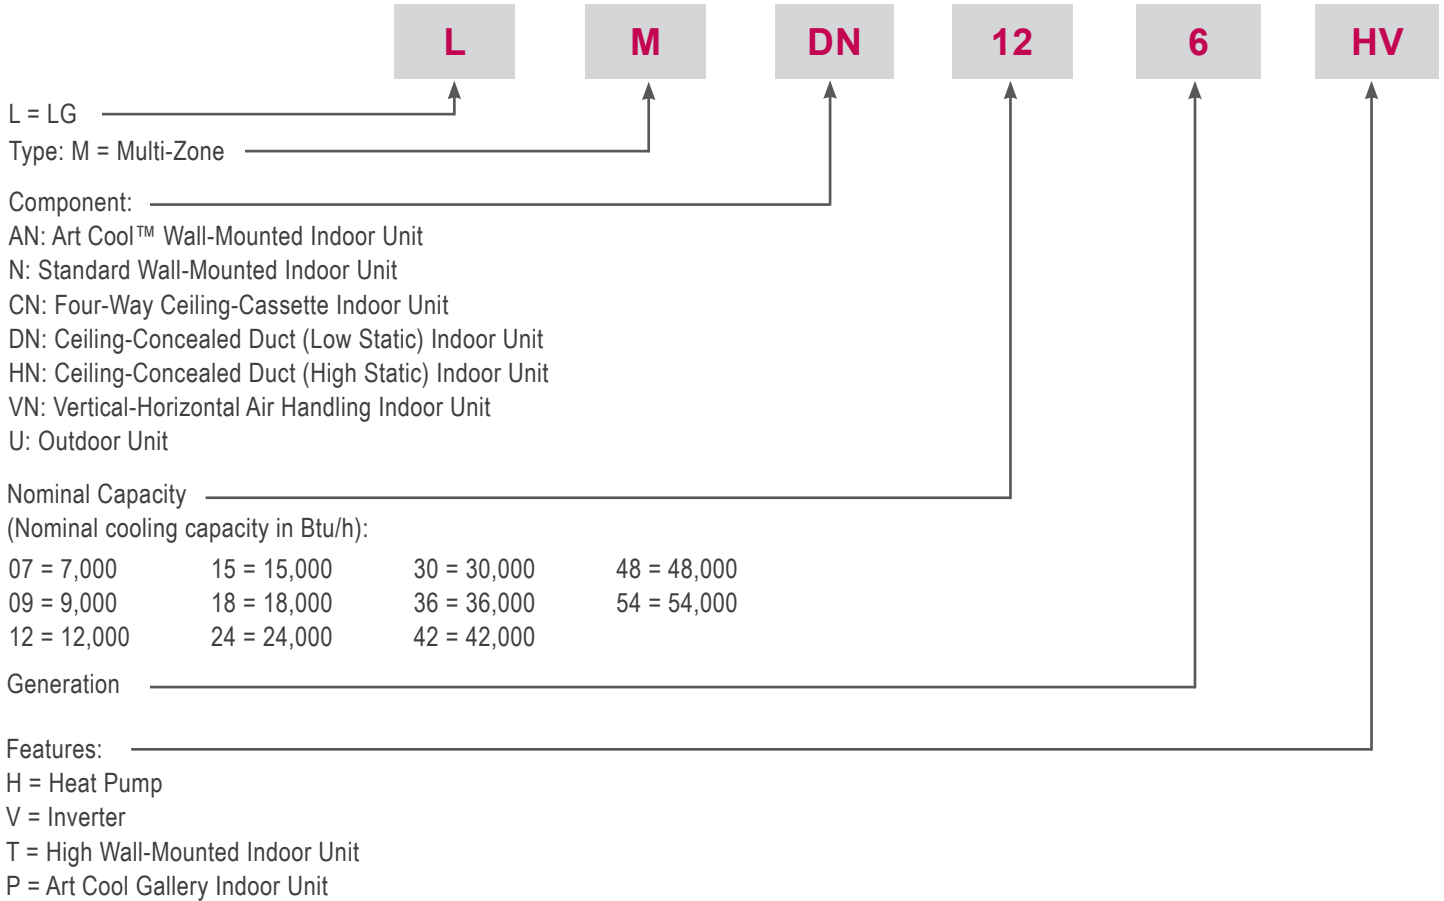 L M DN 12 6 HV
L = LG
Type: M = Multi-Zone
Component:
AN: Art Cool™ Wall-Mounted Indoor Unit
N: Standard Wall-Mounted Indoor Unit
CN: Four-Way Ceiling-Cassette Indoor Unit
DN: Ceiling-Concealed Duct (Low Static) Indoor Unit
HN: Ceiling-Concealed Duct (High Static) Indoor Unit
VN: Vertical-Horizontal Air Handling Indoor Unit
U: Outdoor Unit
Nominal Capacity
(Nominal cooling capacity in Btu/h):
07 = 7,000 15 = 15,000 30 = 30,000 48 = 48,000
09 = 9,000 18 = 18,000 36 = 36,000 54 = 54,000
12 = 12,000 24 = 24,000 42 = 42,000
Generation
Features:
H = Heat Pump
V = Inverter
T = High Wall-Mounted Indoor Unit
P = Art Cool Gallery Indoor Unit